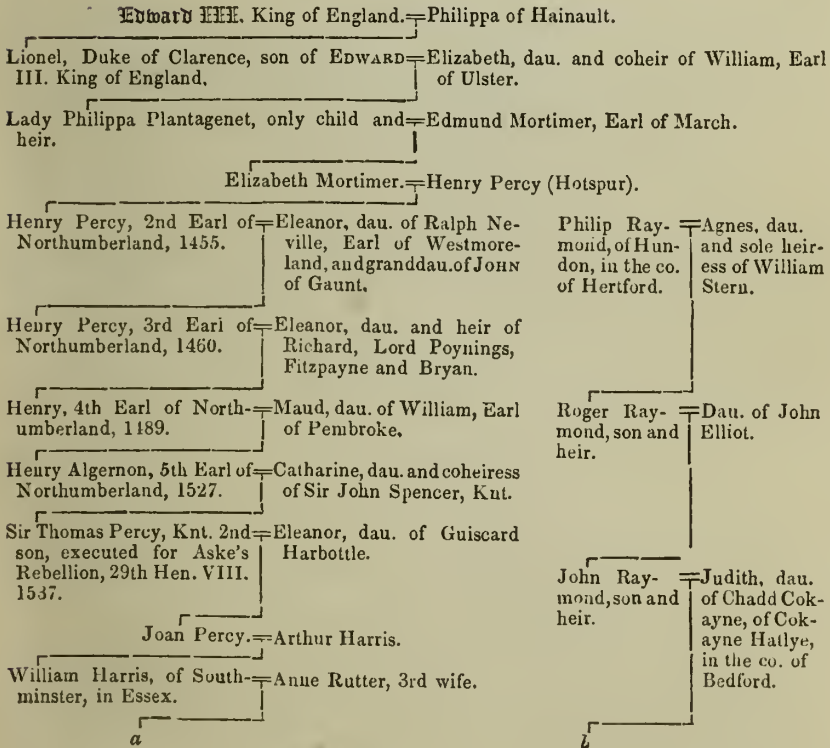 Edward III. King of England.=Philippa of Hainault.
Lionel, Duke of Clarence, son of EDWARD=Elizabeth, dau. and coheir of William, Earl
III. King of England,
of Ulster.
Lady Philippa Plantagenet, only child and=Edmund Mortimer, Earl of March.
heir.
Elizabeth Mortimer.=Henry Percy (Hotspur).
Henry Percy, 2nd Earl of=Eleanor, dau. of Ralph Ne-
Northumberland, 1455.
ville, Earl of Westmore-
land, and granddau. of JOHN
of Gaunt.
Henry Percy, 3rd Earl of=Eleanor, dau. and heir of
Northumberland, 1460.
Richard, Lord Poynings,
Fitzpayne and Bryan.
Henry, 4th Earl of North-=Maud, dau. of William, Earl
umberland, 1489.
of Pembroke.
Henry Algernon, 5th Earl of=Catharine, dau. and coheiress
Northumberland, 1527.
of Sir John Spencer, Knt.
Sir Thomas Percy, Knt. 2nd=Eleanor, dau. of Guiscard
son, executed for Aske's
Harbottle.
Rebellion, 29th Hen. VIII.
1537.
Joan Percy.=Arthur Harris.
William Harris, of South-=Anne Rutter, 3rd wife.
minster, in Essex.
a
Philip Ray-=Agnes, dau.
mond, of Hun-
and sole heir-
don, in the co.
ess of William
of Hertford.
Stern.
Roger Ray-=Dau. of John
mond, son and
Elliot.
heir.
John Ray-=Judith, dau.
mond, son and
of Chadd Cok-
heir.
ayne, of Cok-
ayne Hatlye,
in the co. of
Bedford.
b